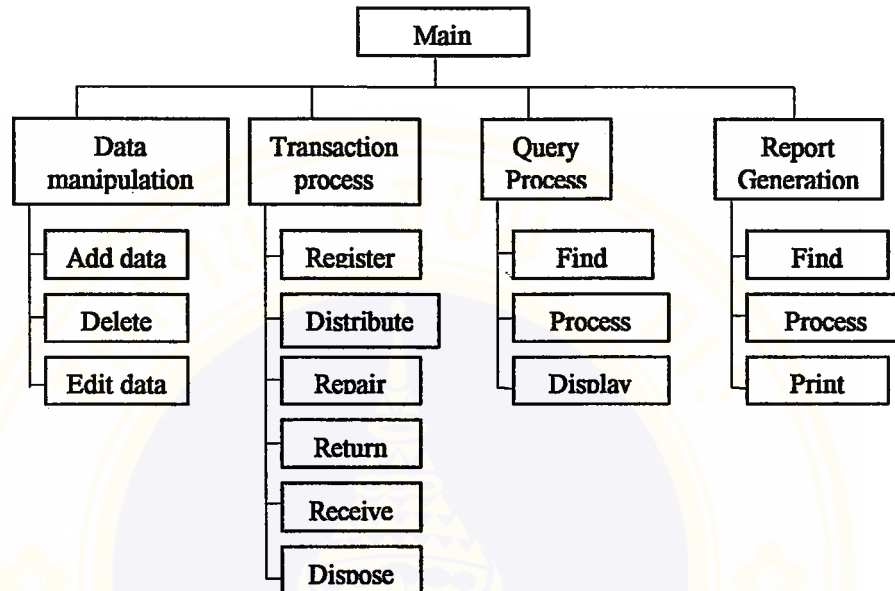 Main
Data
manipulation
Transaction
process
Query
Process
Report
Generation
Add data
Delete
Edit data
Register
Distribute
Repair
Return
Receive
Dispose
Find
Process
Display
Find
Process
Print